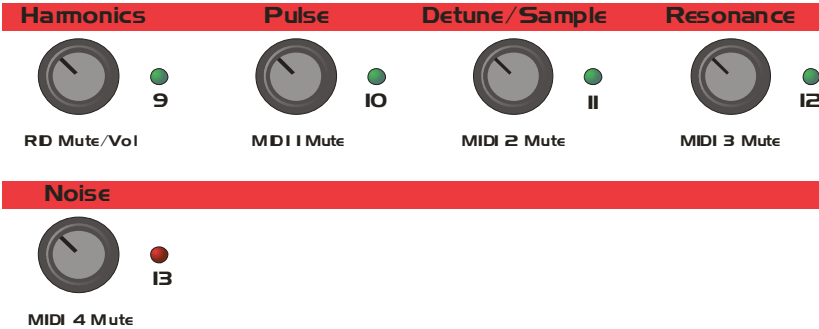 Harmonics Pulse Detune/Sample Resonance
9 10 11 12
RD Mute/Vol MIDI 1 Mute MIDI 2 Mute MIDI 3 Mute
Noise
13
MIDI 4 Mute